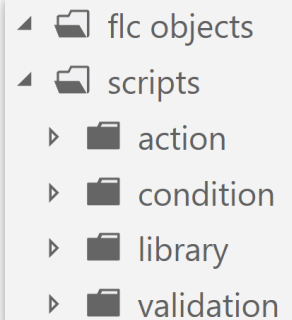 flc objects
scripts
action
condition
library
validation